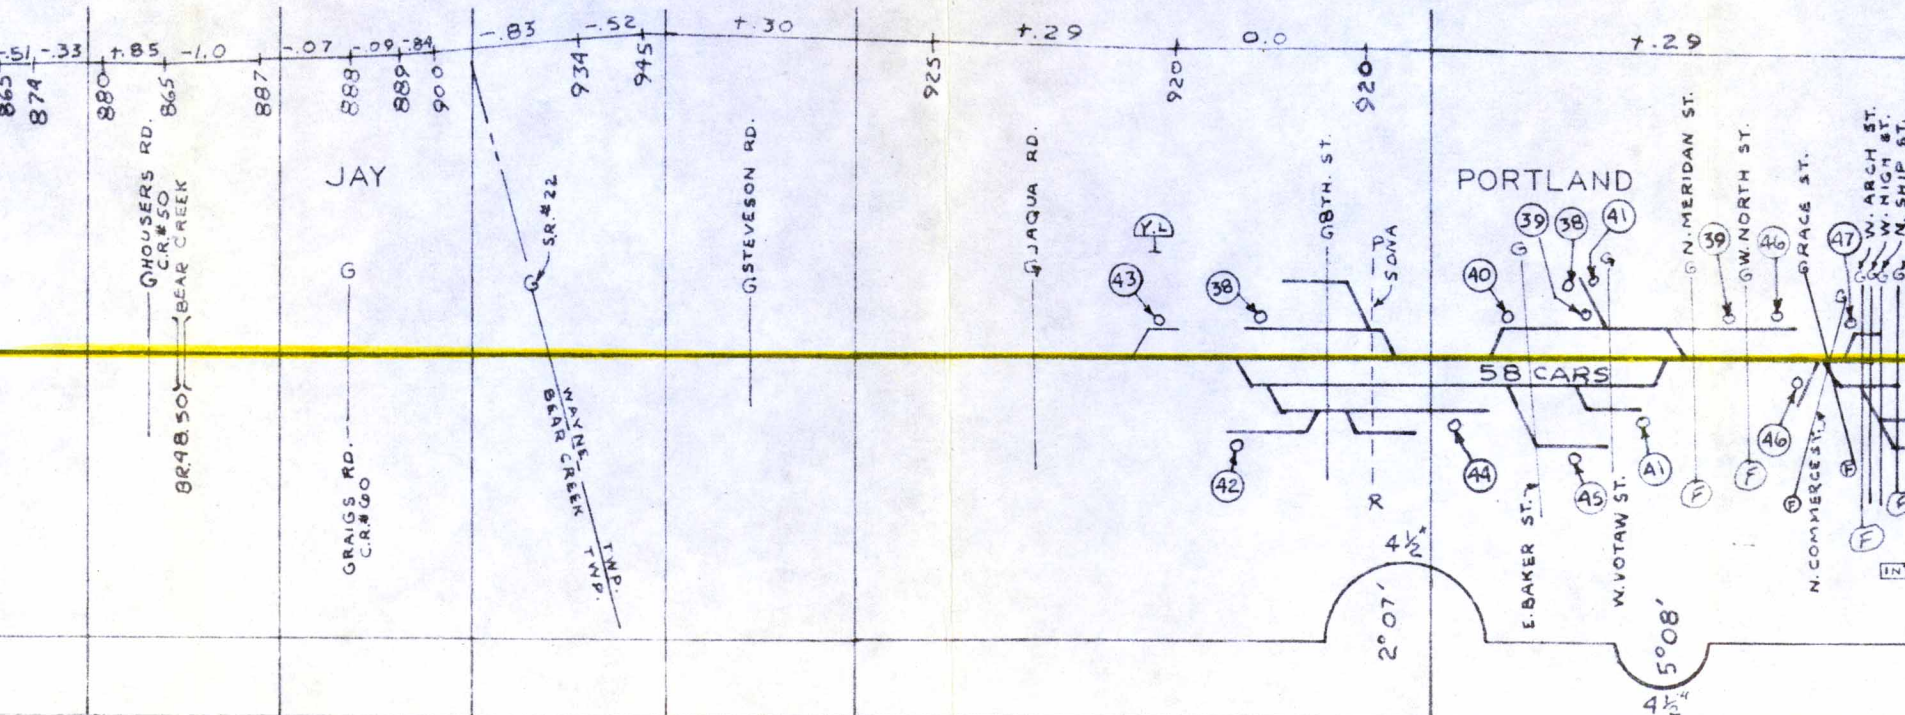 -.51 -.33 +.85 -1.0 -.07 -.09 -.84 -.83 -.52 +.30 +.29 0.0 +.29
865 874 880 865 887 888 889 900 934 945 925 920 920
G HOUSERS RD.
C.R.#50
BEAR CREEK
BR48.50
JAY
G
GRAIGS RD.
C.R.#60
S.R.#22
WAYNE TWP.
BEAR CREEK TWP.
G STEVESON RD.
G JAQUA RD.
Y.L
43
38
42
G 8TH. ST.
D
SONA
R
PORTLAND
39 38 41
40
G
G
58 CARS
44
45
41
E. BAKER ST.
W. VOTAW ST.
G N. MERIDAN ST.
F
G W. NORTH ST.
F
39
46
G RACE ST.
F
46
N. COMMERCE ST.
G
F
47
G W. ARCH ST.
G W. HIGH ST.
G N. SHIP ST.
F
F
IN
4½"
2°07'
5°08'
4½"